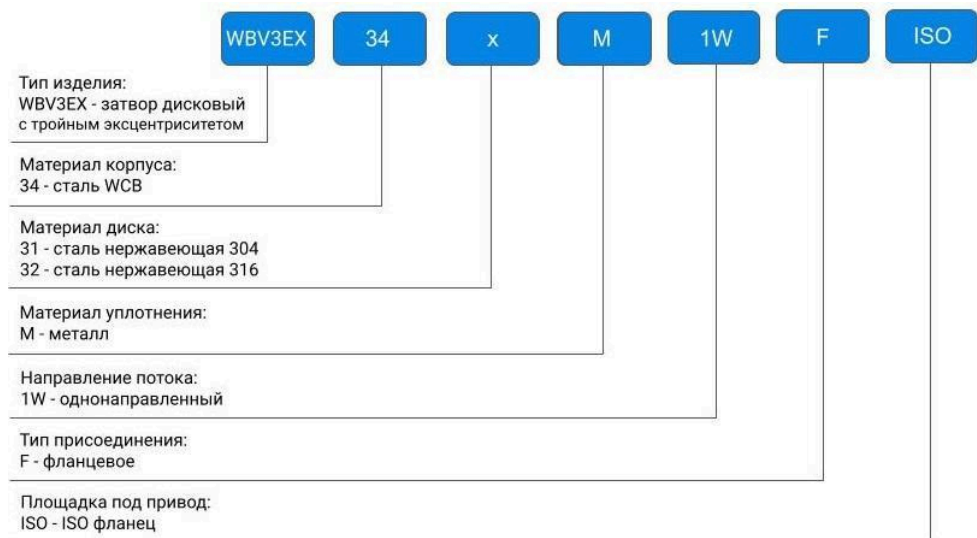 WBV3EX 34 x M 1W F ISO
Тип изделия:
WBV3EX - затвор дисковый
с тройным эксцентриситетом
Материал корпуса:
34 - сталь WCB
Материал диска:
31 - сталь нержавеющая 304
32 - сталь нержавеющая 316
Материал уплотнения:
M - металл
Направление потока:
1W - однонаправленный
Тип присоединения:
F - фланцевое
Площадка под привод:
ISO - ISO фланец